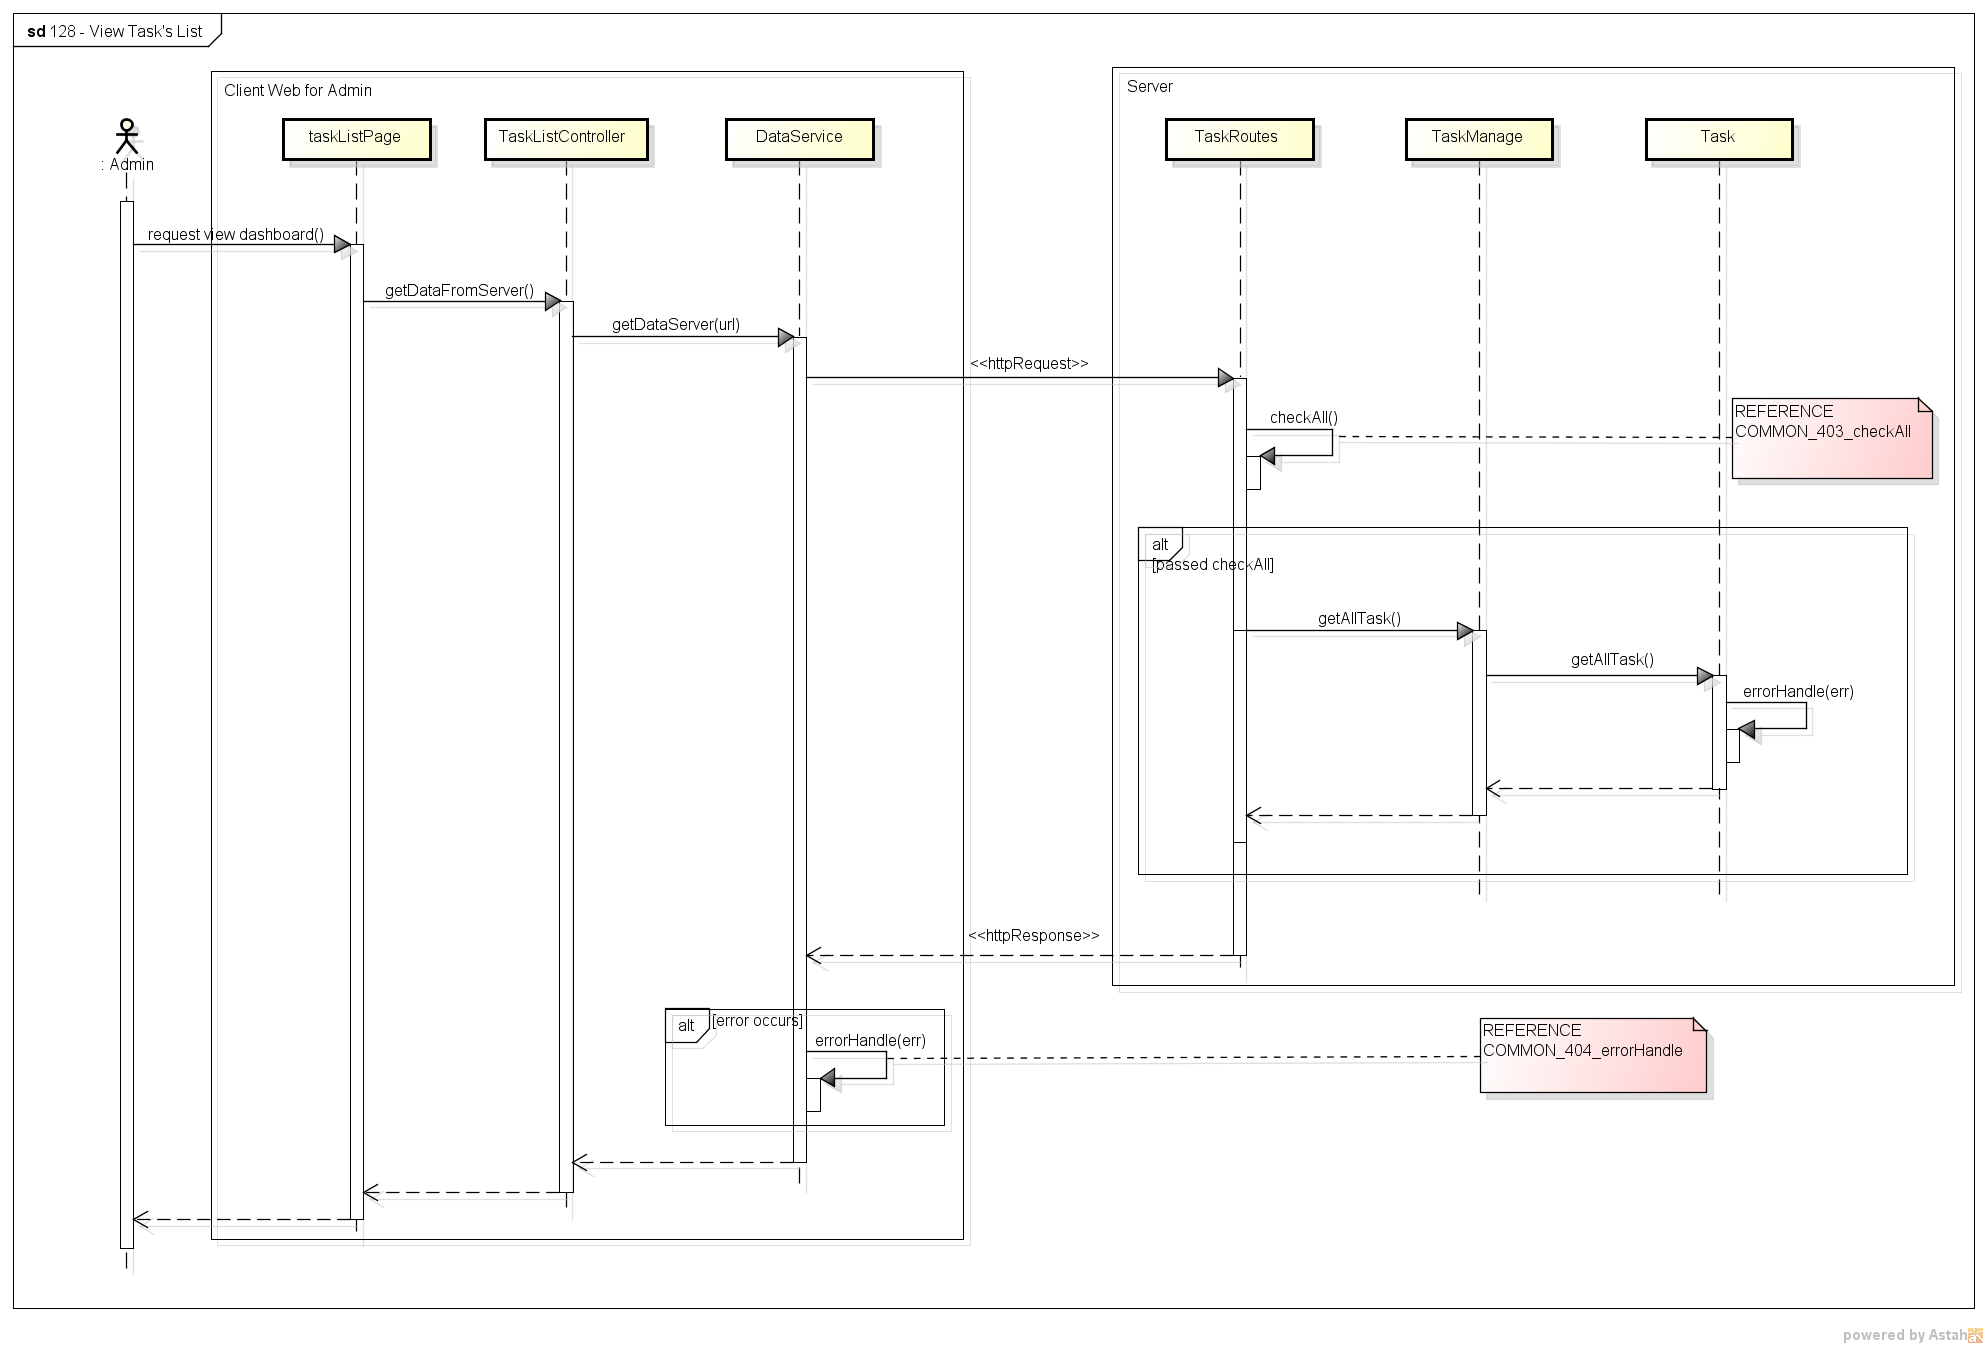 sd 128 - View Task's List
Client Web for Admin
Server
: Admin
taskListPage
TaskListController
DataService
TaskRoutes
TaskManage
Task
request view dashboard()
getDataFromServer()
getDataServer(url)
<<httpRequest>>
checkAll()
REFERENCE
COMMON_403_checkAll
alt
[passed checkAll]
getAllTask()
getAllTask()
errorHandle(err)
<<httpResponse>>
alt
[error occurs]
errorHandle(err)
REFERENCE
COMMON_404_errorHandle
powered by Astah